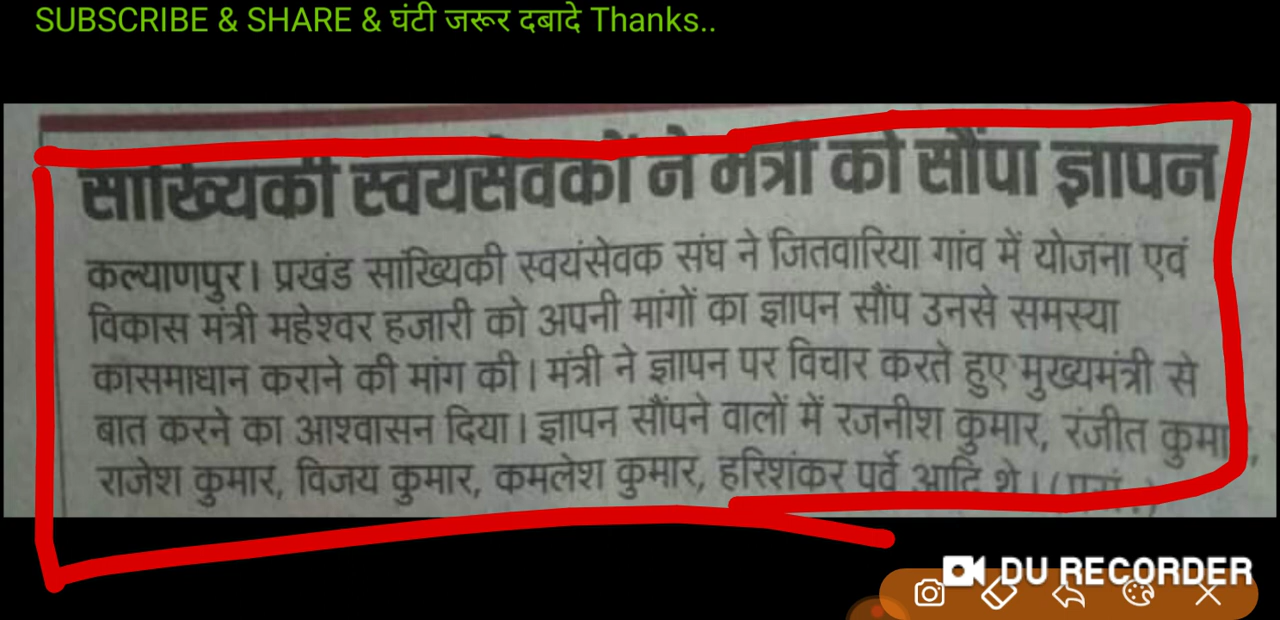 SUBSCRIBE & SHARE & घंटी जरूर दबादे Thanks..
सांख्यिकी स्वयंसेवकों ने मंत्री को सौंपा ज्ञापन
कल्याणपुर। प्रखंड सांख्यिकी स्वयंसेवक संघ ने जितवारिया गांव में योजना एवं
विकास मंत्री महेश्वर हजारी को अपनी मांगों का ज्ञापन सौंप उनसे समस्या
कासमाधान कराने की मांग की। मंत्री ने ज्ञापन पर विचार करते हुए मुख्यमंत्री से
बात करने का आश्वासन दिया। ज्ञापन सौंपने वालों में रजनीश कुमार, रंजीत
राजेश कुमार, विजय कुमार, कमलेश कुमार, हरिशंकर पूर्वे आदि थे।
DU RECORDER